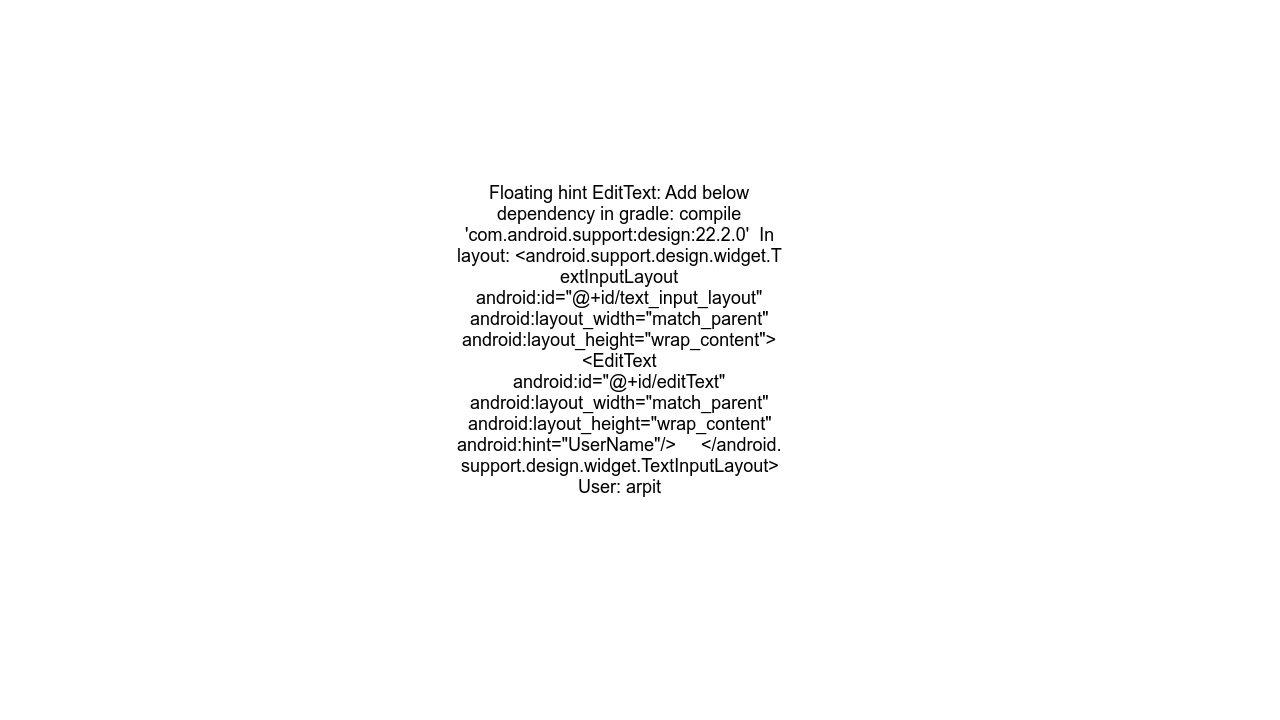 Floating hint EditText: Add below
dependency in gradle: compile
'com.android.support:design:22.2.0'  In
layout: <android.support.design.widget.T
extInputLayout
android:id="@+id/text_input_layout"
android:layout_width="match_parent"
android:layout_height="wrap_content">
<EditText
android:id="@+id/editText"
android:layout_width="match_parent"
android:layout_height="wrap_content"
android:hint="UserName"/>     </android.
support.design.widget.TextInputLayout>
User: arpit